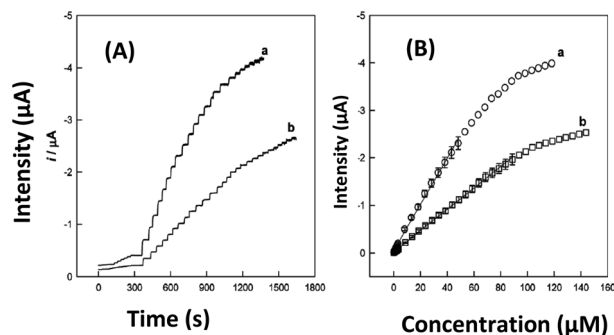 (A)
a
b
-5
-4
-3
-2
-1
0
Intensity (µA)
i / µA
0 300 600 900 1200 1500 1800
Time (s)
(B)
a
b
-5
-4
-3
-2
-1
0
Intensity (µA)
0 20 40 60 80 100 120 140 160
Concentration (µM)